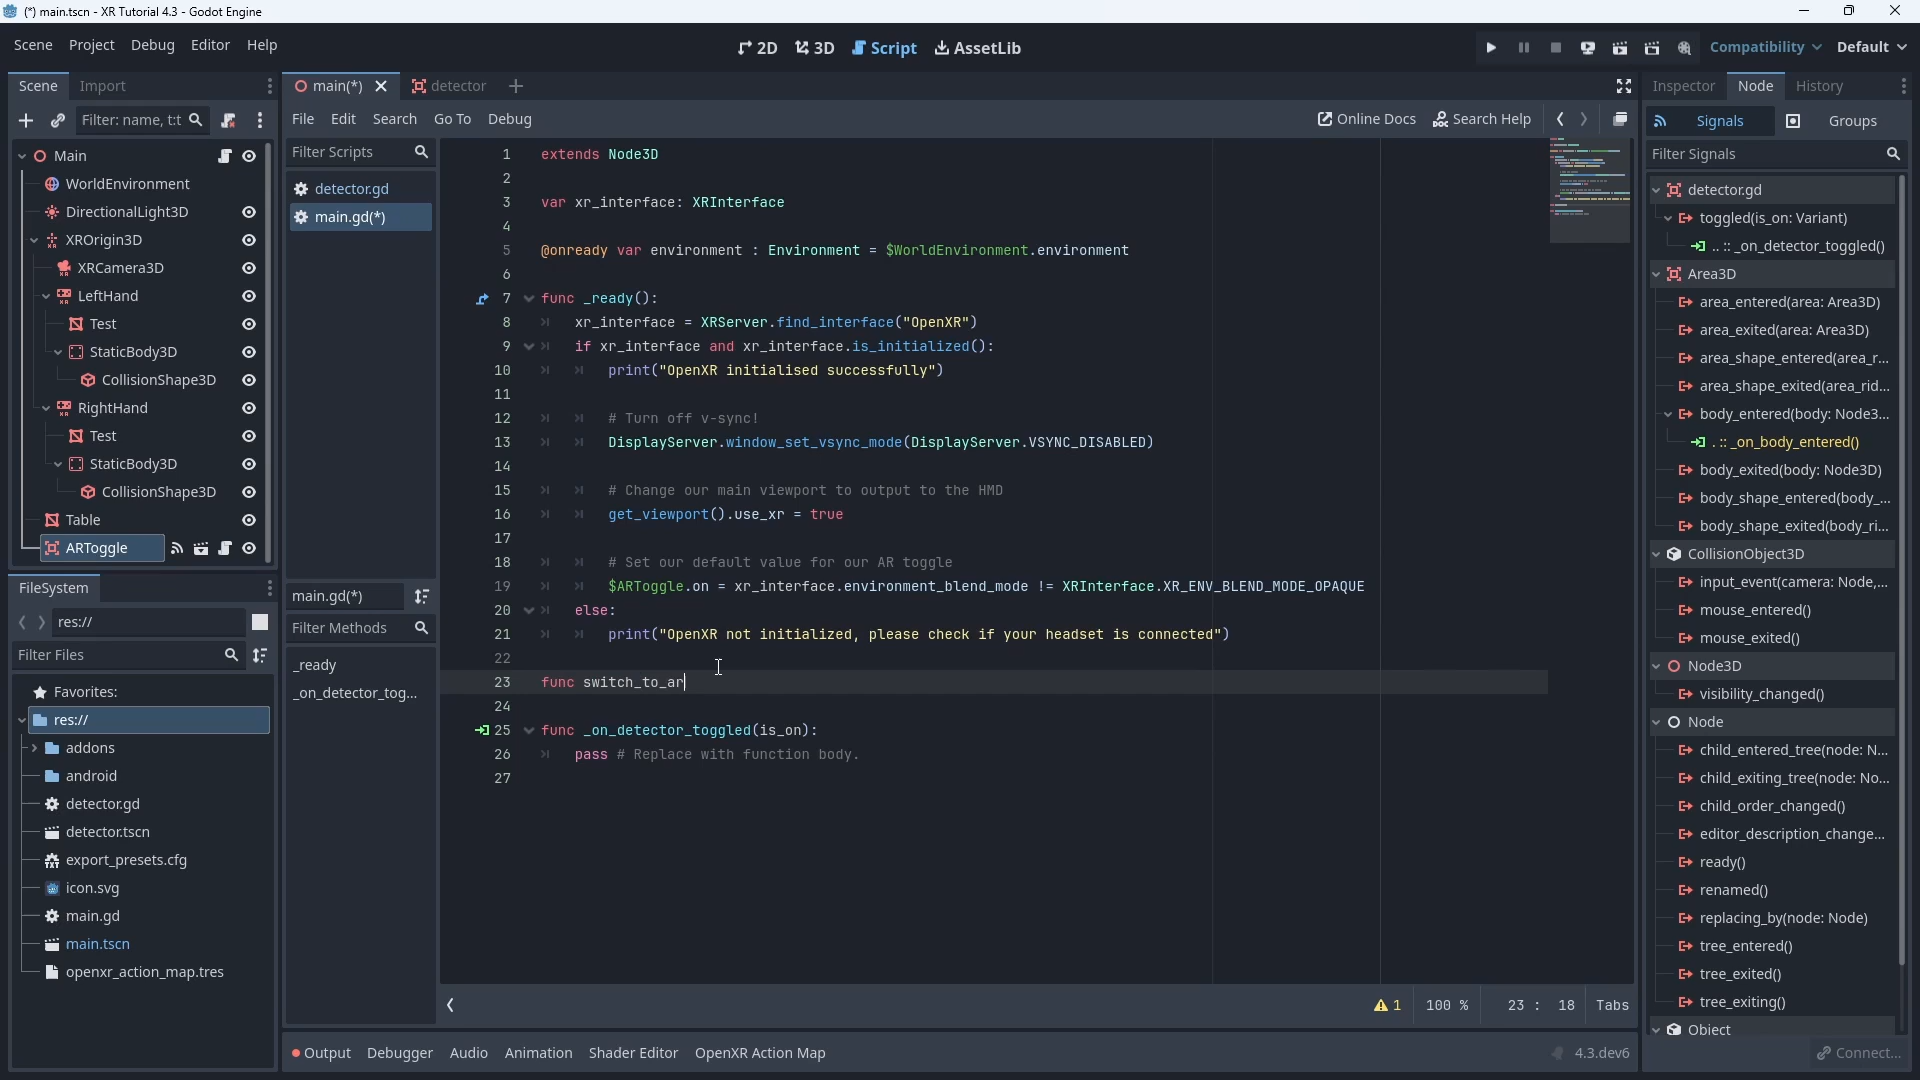 (*) main.tscn - XR Tutorial 4.3 - Godot Engine
Scene Project Debug Editor Help
2D 3D Script AssetLib
Compatibility Default
Scene Import
Filter: name, t:t
Main
WorldEnvironment
DirectionalLight3D
XROrigin3D
XRCamera3D
LeftHand
Test
StaticBody3D
CollisionShape3D
RightHand
Test
StaticBody3D
CollisionShape3D
Table
ARToggle
FileSystem
res://
Filter Files
Favorites:
res://
addons
android
detector.gd
detector.tscn
export_presets.cfg
icon.svg
main.gd
main.tscn
openxr_action_map.tres
main(*) detector
File Edit Search Go To Debug
Online Docs Search Help
Filter Scripts
detector.gd
main.gd(*)
main.gd(*)
Filter Methods
_ready
_on_detector_tog...
1 extends Node3D
2
3 var xr_interface: XRInterface
4
5 @onready var environment : Environment = $WorldEnvironment.environment
6
7 func _ready():
8 xr_interface = XRServer.find_interface("OpenXR")
9 if xr_interface and xr_interface.is_initialized():
10 print("OpenXR initialised successfully")
11
12 # Turn off v-sync!
13 DisplayServer.window_set_vsync_mode(DisplayServer.VSYNC_DISABLED)
14
15 # Change our main viewport to output to the HMD
16 get_viewport().use_xr = true
17
18 # Set our default value for our AR toggle
19 $ARToggle.on = xr_interface.environment_blend_mode != XRInterface.XR_ENV_BLEND_MODE_OPAQUE
20 else:
21 print("OpenXR not initialized, please check if your headset is connected")
22
23 func switch_to_ar
24
25 func _on_detector_toggled(is_on):
26 pass # Replace with function body.
27
1 100 % 23 : 18 Tabs
Output Debugger Audio Animation Shader Editor OpenXR Action Map 4.3.dev6
Inspector Node History
Signals Groups
Filter Signals
detector.gd
toggled(is_on: Variant)
.. :: _on_detector_toggled()
Area3D
area_entered(area: Area3D)
area_exited(area: Area3D)
area_shape_entered(area_r...
area_shape_exited(area_rid...
body_entered(body: Node3...
. :: _on_body_entered()
body_exited(body: Node3D)
body_shape_entered(body_...
body_shape_exited(body_ri...
CollisionObject3D
input_event(camera: Node,...
mouse_entered()
mouse_exited()
Node3D
visibility_changed()
Node
child_entered_tree(node: N...
child_exiting_tree(node: No...
child_order_changed()
editor_description_change...
ready()
renamed()
replacing_by(node: Node)
tree_entered()
tree_exited()
tree_exiting()
Object
Connect...